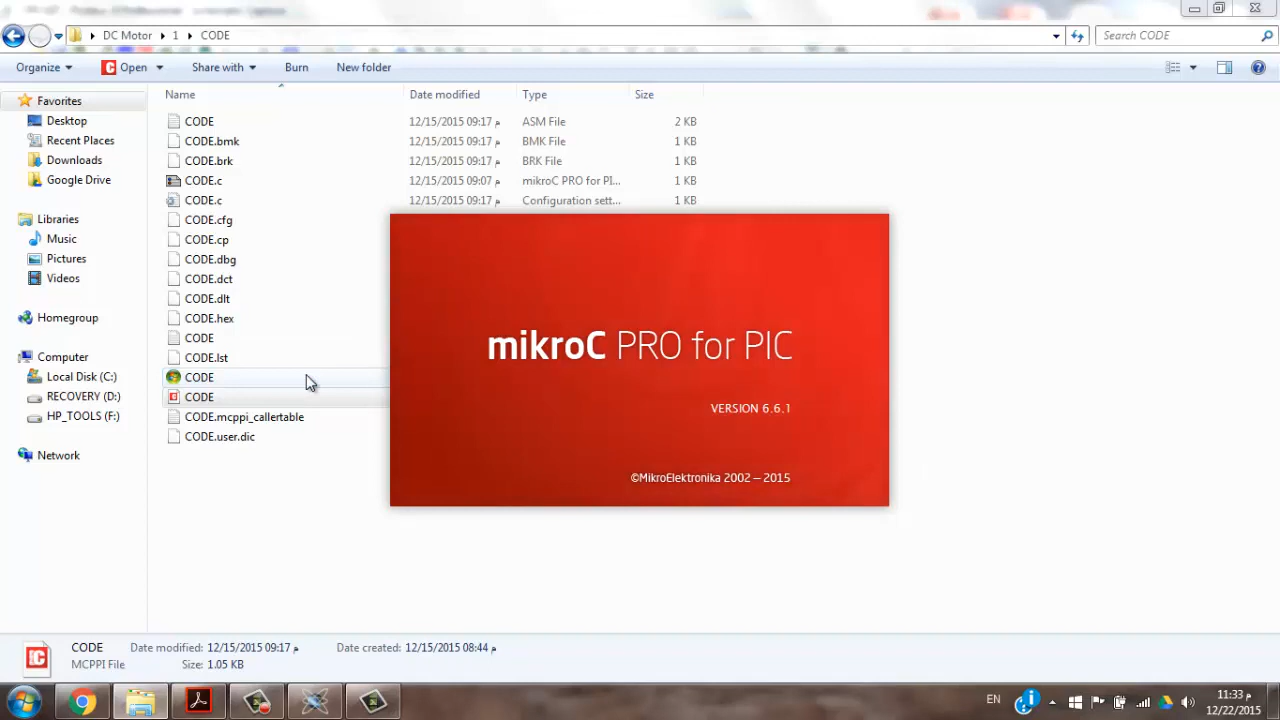 DC Motor 1 CODE
Search CODE
Organize Open Share with Burn New folder
Name Date modified Type Size
Favorites
Desktop
Recent Places
Downloads
Google Drive
Libraries
Music
Pictures
Videos
Homegroup
Computer
Local Disk (C:)
RECOVERY (D:)
HP_TOOLS (F:)
Network
CODE 12/15/2015 09:17 م ASM File 2 KB
CODE.bmk 12/15/2015 09:17 م BMK File 1 KB
CODE.brk 12/15/2015 09:17 م BRK File 1 KB
CODE.c 12/15/2015 09:07 م mikroC PRO for PI... 1 KB
CODE.c 12/15/2015 09:17 م Configuration sett... 1 KB
CODE.cfg
CODE.cp
CODE.dbg
CODE.dct
CODE.dlt
CODE.hex
CODE
CODE.lst
CODE
CODE
CODE.mcppi_callertable
CODE.user.dic
mikroC PRO for PIC
VERSION 6.6.1
©MikroElektronika 2002 – 2015
CODE Date modified: 12/15/2015 09:17 م Date created: 12/15/2015 08:44 م
MCPPI File Size: 1.05 KB
EN
11:33 م
12/22/2015